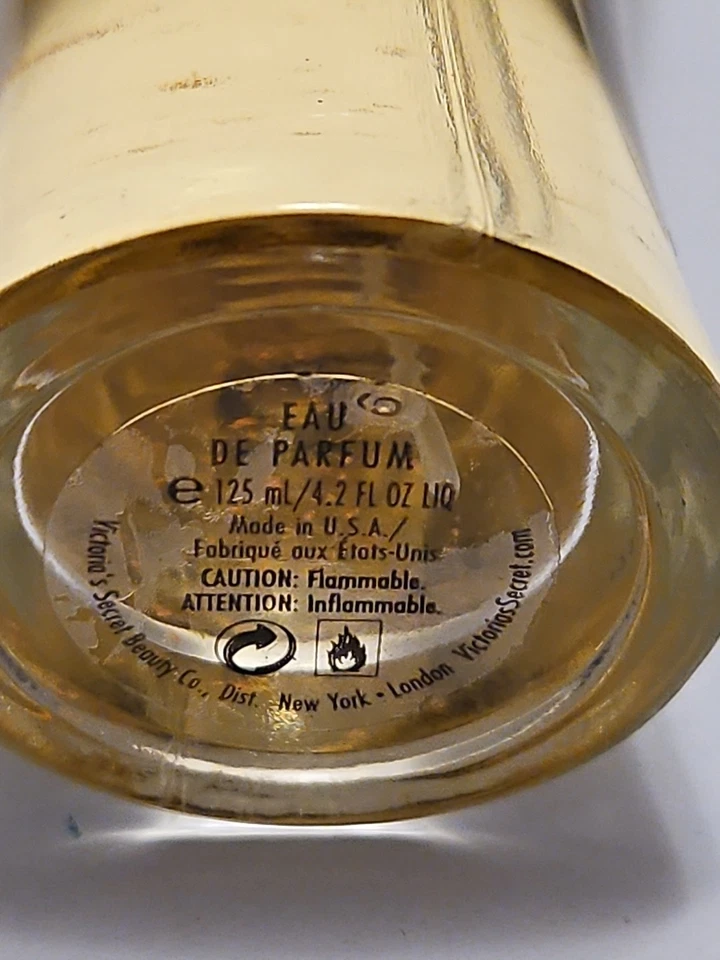 EAU
DE PARFUM
e 125 mL/4.2 FL OZ LIQ
Made in U.S.A./
Fabriqué aux États-Unis
CAUTION: Flammable.
ATTENTION: Inflammable.
Victoria's Secret Beauty Co., Dist. New York • London VictoriasSecret.com